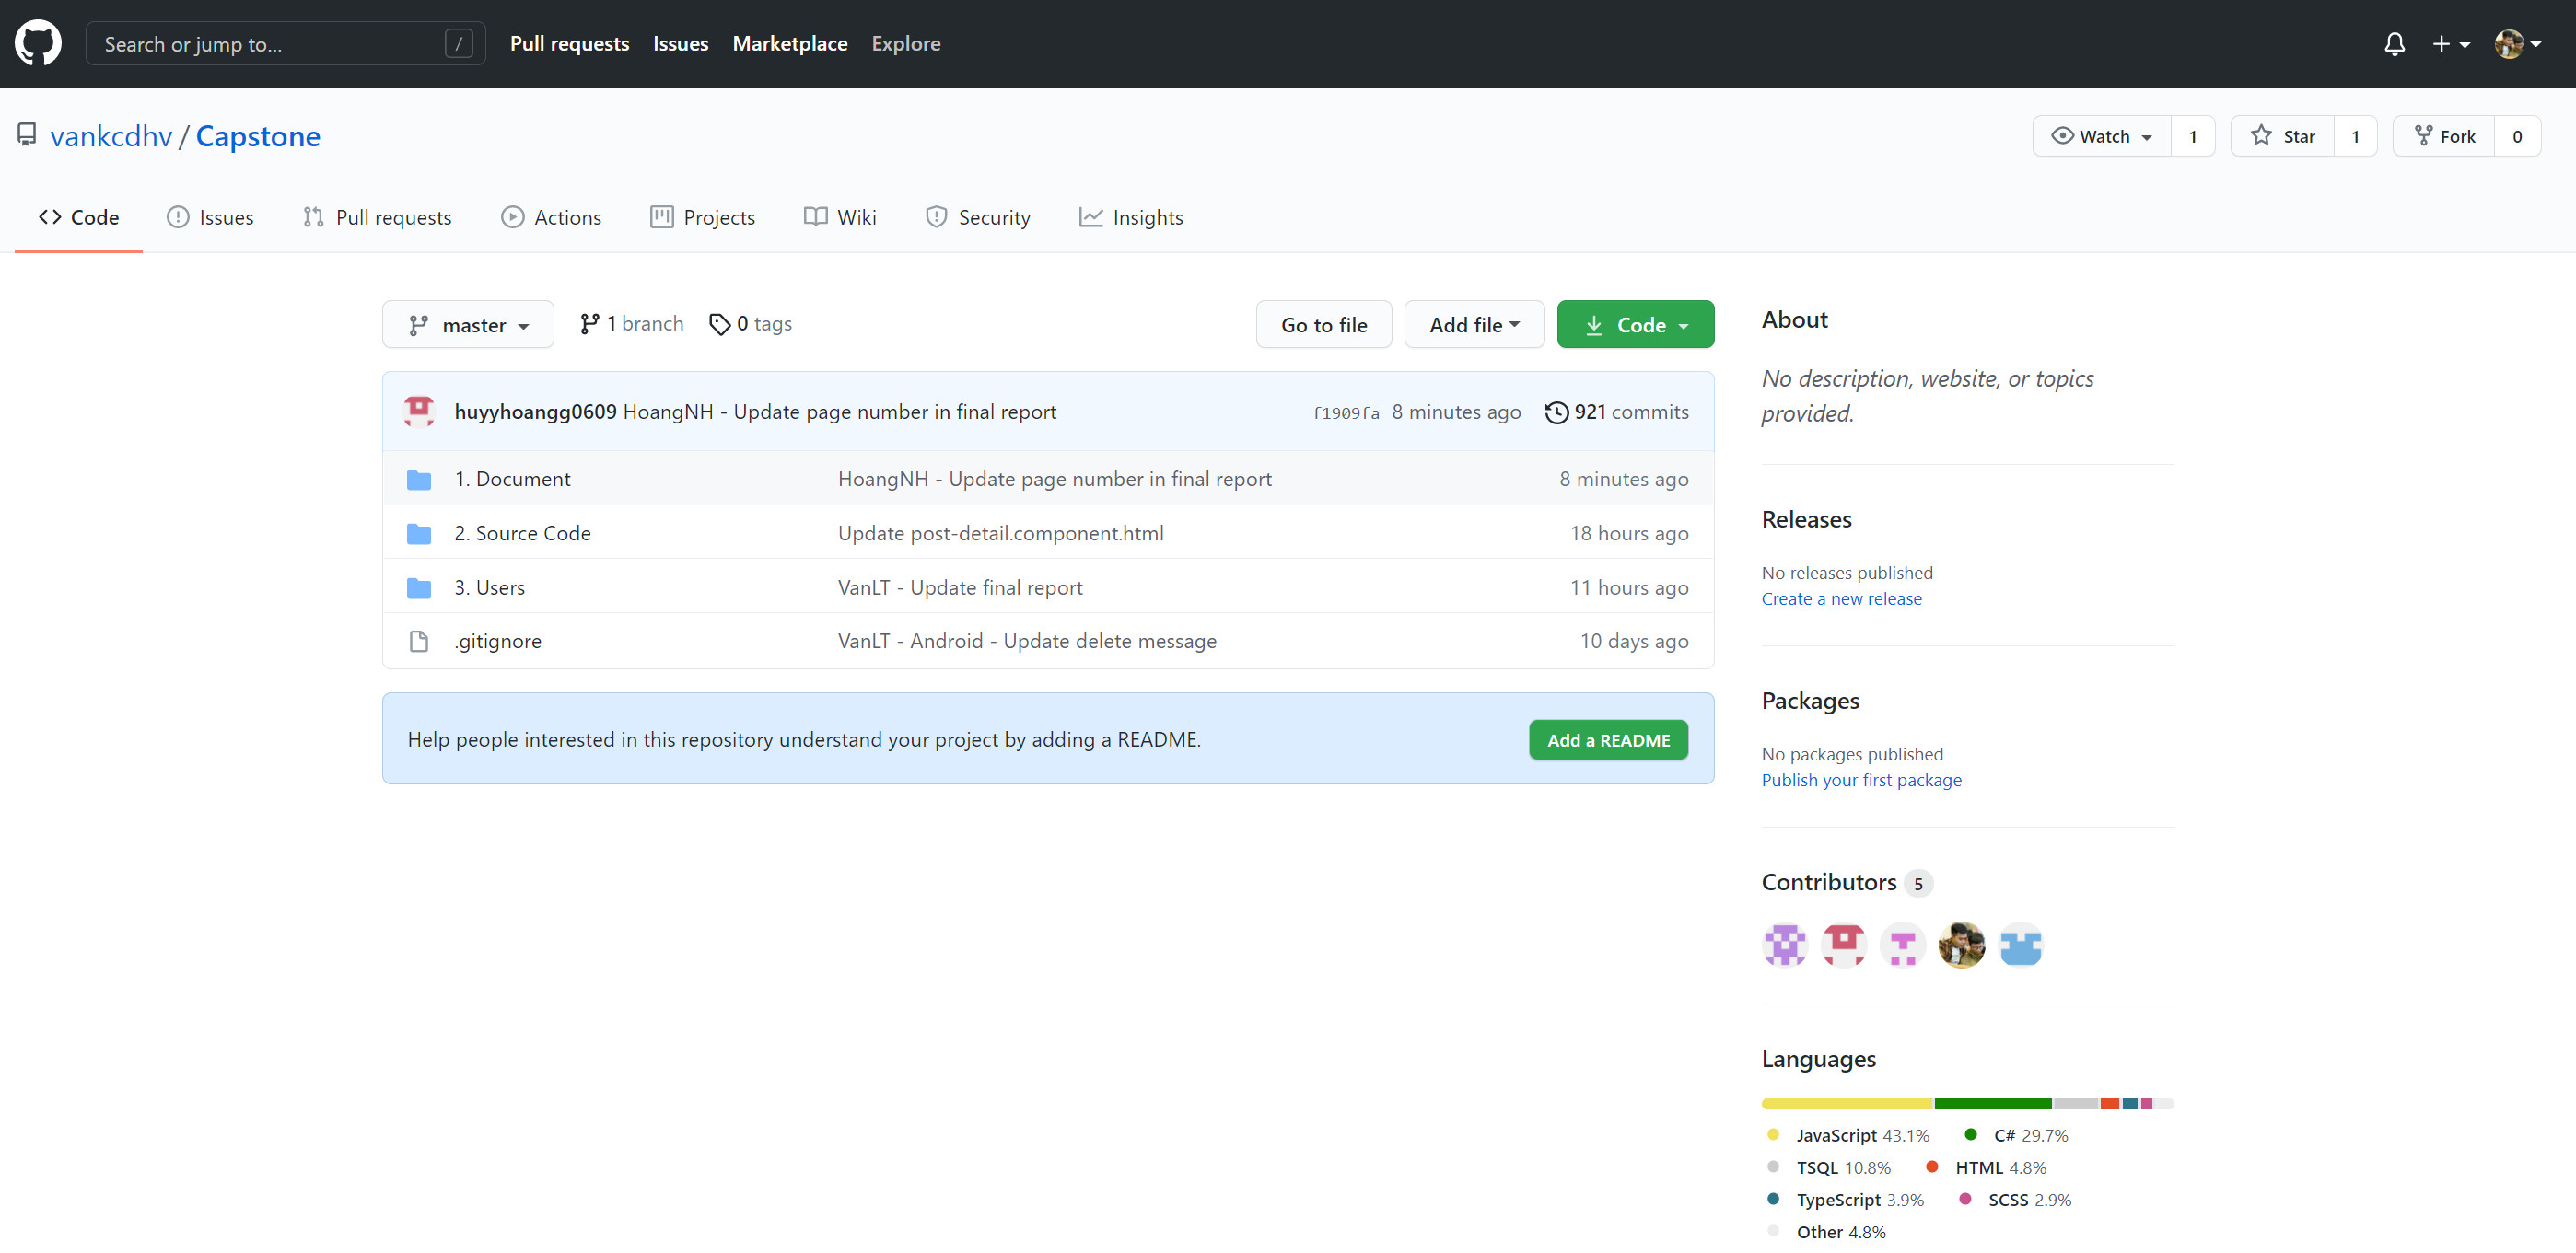 Search or jump to... /
Pull requests Issues Marketplace Explore
vankcdhv / Capstone
Watch 1 Star 1 Fork 0
Code Issues Pull requests Actions Projects Wiki Security Insights
master 1 branch 0 tags Go to file Add file Code
huyyhoangg0609 HoangNH - Update page number in final report f1909fa 8 minutes ago 921 commits
1. Document HoangNH - Update page number in final report 8 minutes ago
2. Source Code Update post-detail.component.html 18 hours ago
3. Users VanLT - Update final report 11 hours ago
.gitignore VanLT - Android - Update delete message 10 days ago
Help people interested in this repository understand your project by adding a README. Add a README
About
No description, website, or topics
provided.
Releases
No releases published
Create a new release
Packages
No packages published
Publish your first package
Contributors 5
Languages
JavaScript 43.1% C# 29.7%
TSQL 10.8% HTML 4.8%
TypeScript 3.9% SCSS 2.9%
Other 4.8%